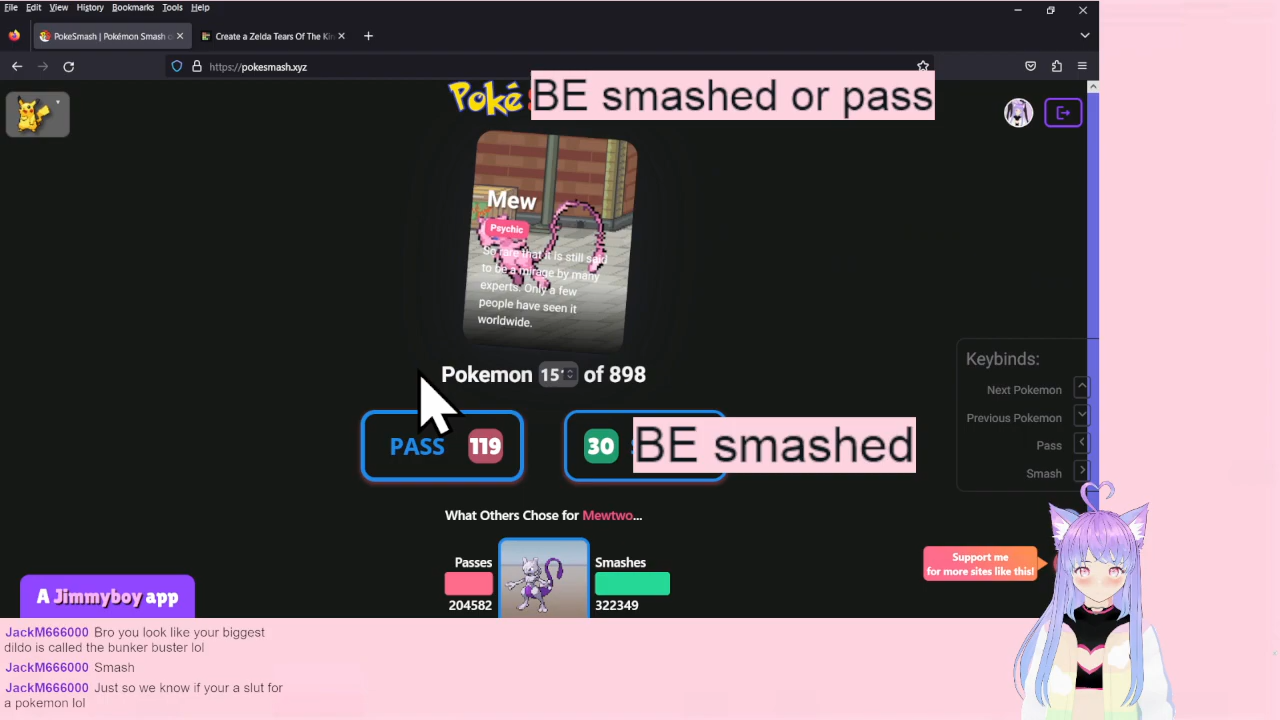 File Edit View History Bookmarks Tools Help
PokeSmash | Pokémon Smash o
Create a Zelda Tears Of The Kin
https://pokesmash.xyz
Poké BE smashed or pass
Mew
Psychic
So rare that it is still said
to be a mirage by many
experts. Only a few
people have seen it
worldwide.
Pokemon 151 of 898
PASS 119
30 BE smashed
Keybinds:
Next Pokemon
Previous Pokemon
Pass
Smash
What Others Chose for Mewtwo...
Passes
204582
Smashes
322349
Support me
for more sites like this!
A Jimmyboy app
JackM666000 Bro you look like your biggest
dildo is called the bunker buster lol
JackM666000 Smash
JackM666000 Just so we know if your a slut for
a pokemon lol